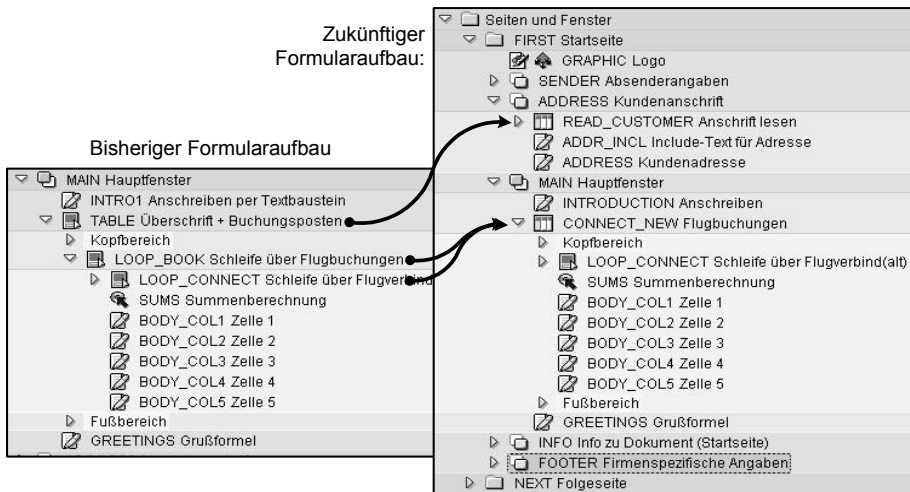 Zukünftiger
Formularaufbau:
Bisheriger Formularaufbau
MAIN Hauptfenster
INTRO1 Anschreiben per Textbaustein
TABLE Überschrift + Buchungsposten
Kopfbereich
LOOP_BOOK Schleife über Flugbuchungen
LOOP_CONNECT Schleife über Flugverbind
SUMS Summenberechnung
BODY_COL1 Zelle 1
BODY_COL2 Zelle 2
BODY_COL3 Zelle 3
BODY_COL4 Zelle 4
BODY_COL5 Zelle 5
Fußbereich
GREETINGS Grußformel
Seiten und Fenster
FIRST Startseite
GRAPHIC Logo
SENDER Absenderangaben
ADDRESS Kundenanschrift
READ_CUSTOMER Anschrift lesen
ADDR_INCL Include-Text für Adresse
ADDRESS Kundenadresse
MAIN Hauptfenster
INTRODUCTION Anschreiben
CONNECT_NEW Flugbuchungen
Kopfbereich
LOOP_CONNECT Schleife über Flugverbind(alt)
SUMS Summenberechnung
BODY_COL1 Zelle 1
BODY_COL2 Zelle 2
BODY_COL3 Zelle 3
BODY_COL4 Zelle 4
BODY_COL5 Zelle 5
Fußbereich
GREETINGS Grußformel
INFO Info zu Dokument (Startseite)
FOOTER Firmenspezifische Angaben
NEXT Folgeseite